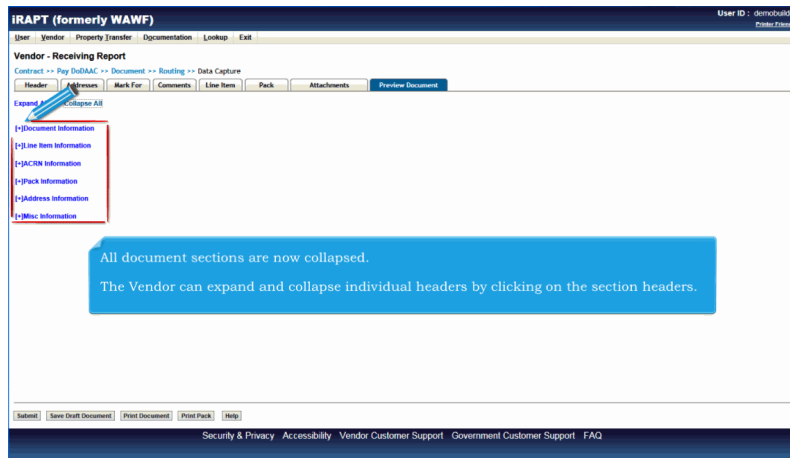 iRAPT (formerly WAWF)
User ID : demobuild
Printer Frien
User Vendor Property Transfer Documentation Lookup Exit
Vendor - Receiving Report
Contract >> Pay DoDAAC >> Document >> Routing >> Data Capture
Header Addresses Mark For Comments Line Item Pack Attachments Preview Document
Expand Collapse All
[+]Document Information
[+]Line Item Information
[+]ACRN Information
[+]Pack Information
[+]Address Information
[+]Misc Information
All document sections are now collapsed.
The Vendor can expand and collapse individual headers by clicking on the section headers.
Submit Save Draft Document Print Document Print Pack Help
Security & Privacy Accessibility Vendor Customer Support Government Customer Support FAQ